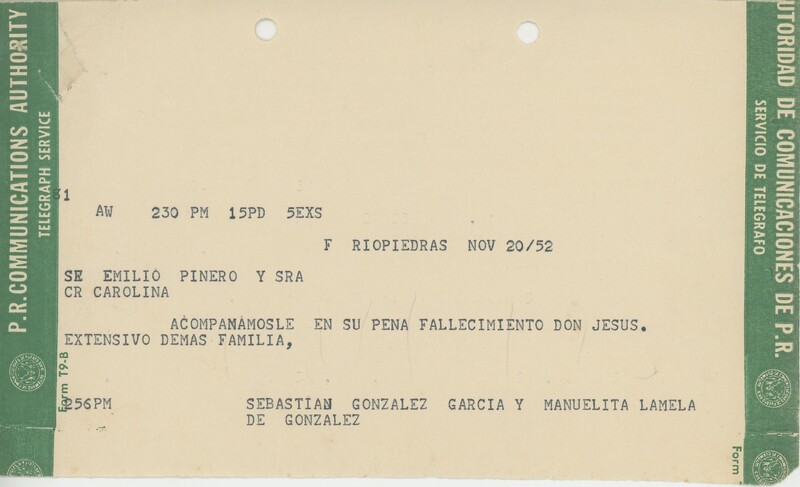 P.R. COMMUNICATIONS AUTHORITY
TELEGRAPH SERVICE
31
AW 230 PM 15PD 5EXS
F RIOPIEDRAS NOV 20/52
SR EMILIO PINERO Y SRA
CR CAROLINA
ACOMPANAMOSLE EN SU PENA FALLECIMIENTO DON JESUS.
EXTENSIVO DEMAS FAMILIA,
256PM SEBASTIAN GONZALEZ GARCIA Y MANUELITA LAMELA
DE GONZALEZ
Form T9-B
UTORIDAD DE COMUNICACIONES DE P.R.
SERVICIO DE TELEGRAFO
Form